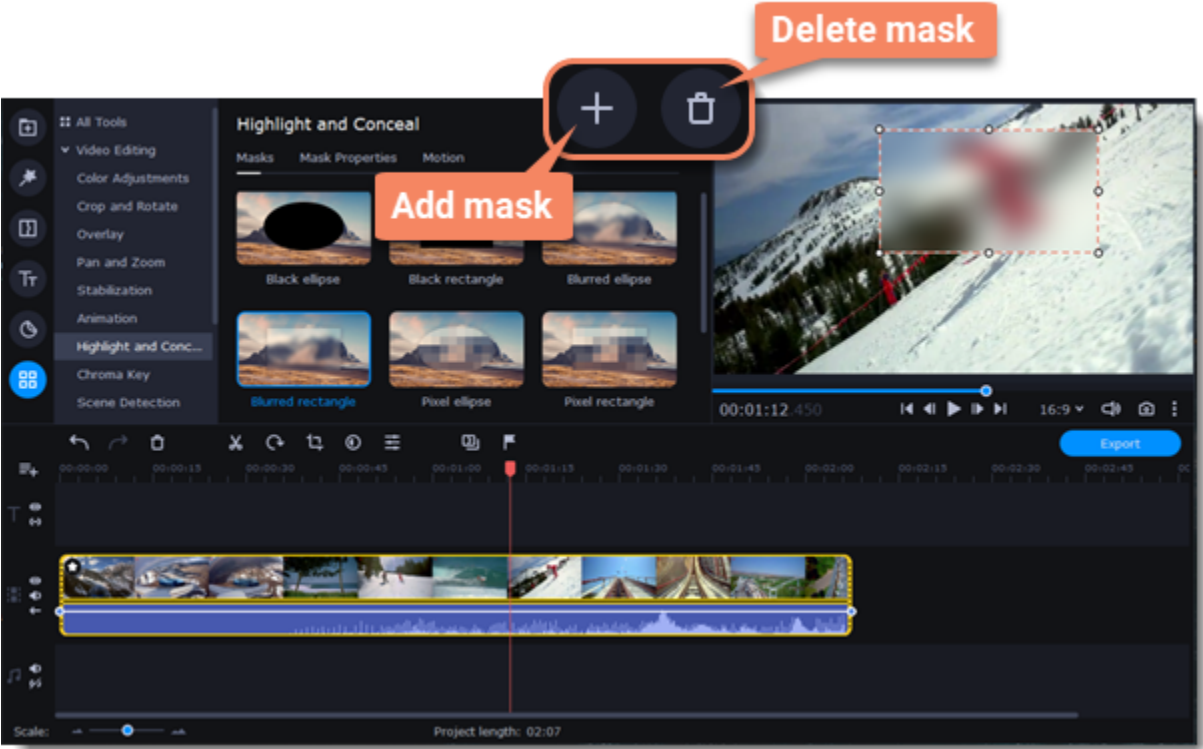 Delete mask
Add mask
All Tools
Video Editing
Color Adjustments
Crop and Rotate
Overlay
Pan and Zoom
Stabilization
Animation
Highlight and Conc...
Chroma Key
Scene Detection
Highlight and Conceal
Masks Mask Properties Motion
Black ellipse Black rectangle Blurred ellipse
Blurred rectangle Pixel ellipse Pixel rectangle
00:01:12.450 16:9
Export
00:00:00 00:00:15 00:00:30 00:00:45 00:01:00 00:01:15 00:01:30 00:01:45 00:02:00 00:02:15 00:02:30 00:02:45
Scale: Project length: 02:07